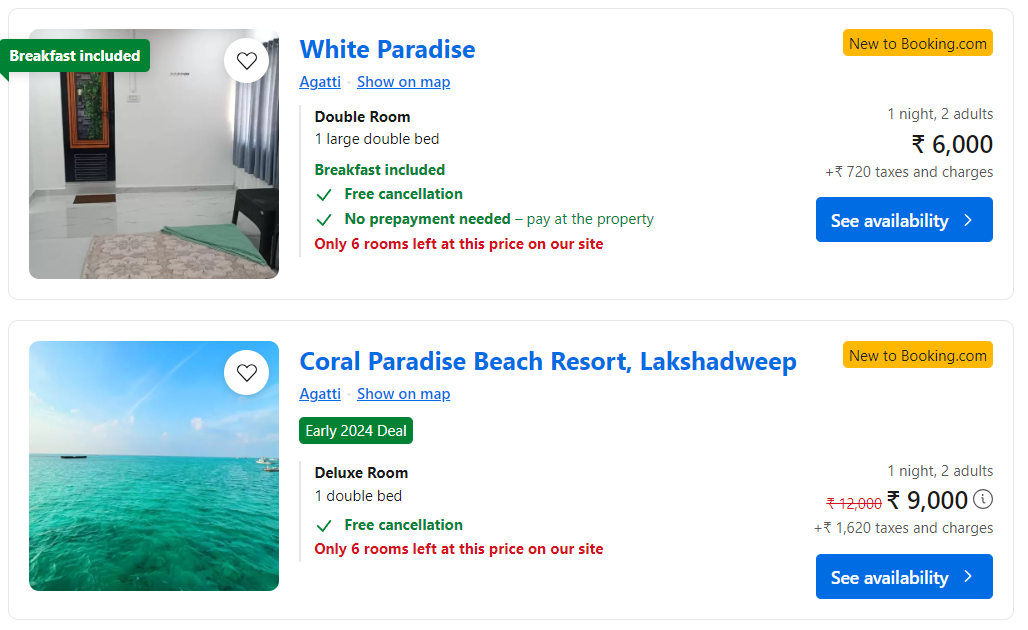 Breakfast included
White Paradise
New to Booking.com
Agatti · Show on map
Double Room
1 night, 2 adults
1 large double bed
₹ 6,000
Breakfast included
+₹ 720 taxes and charges
Free cancellation
No prepayment needed – pay at the property
See availability
Only 6 rooms left at this price on our site
Coral Paradise Beach Resort, Lakshadweep
New to Booking.com
Agatti · Show on map
Early 2024 Deal
Deluxe Room
1 night, 2 adults
1 double bed
₹ 12,000 ₹ 9,000
Free cancellation
+₹ 1,620 taxes and charges
Only 6 rooms left at this price on our site
See availability